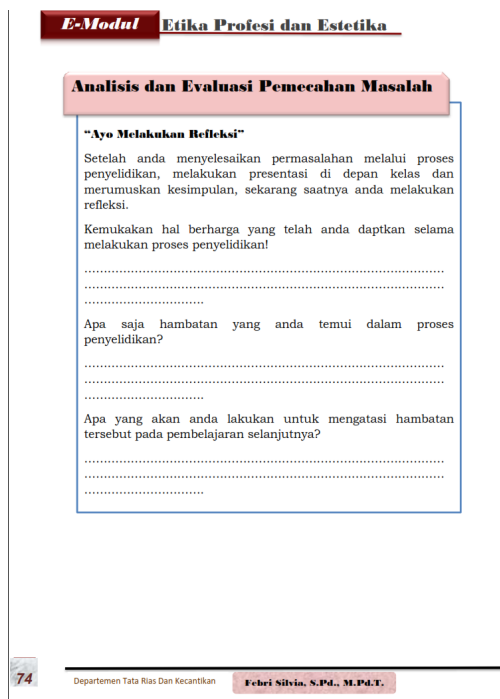 E-Modul Etika Profesi dan Estetika
Analisis dan Evaluasi Pemecahan Masalah
“Ayo Melakukan Refleksi”
Setelah anda menyelesaikan permasalahan melalui proses
penyelidikan, melakukan presentasi di depan kelas dan
merumuskan kesimpulan, sekarang saatnya anda melakukan
refleksi.
Kemukakan hal berharga yang telah anda daptkan selama
melakukan proses penyelidikan!
……………………………………………………………………………
……………………………………………………………………………
…………………………
Apa saja hambatan yang anda temui dalam proses
penyelidikan?
……………………………………………………………………………
……………………………………………………………………………
…………………………
Apa yang akan anda lakukan untuk mengatasi hambatan
tersebut pada pembelajaran selanjutnya?
……………………………………………………………………………
……………………………………………………………………………
…………………………
74 Departemen Tata Rias Dan Kecantikan Febri Silvia, S.Pd., M.Pd.T.